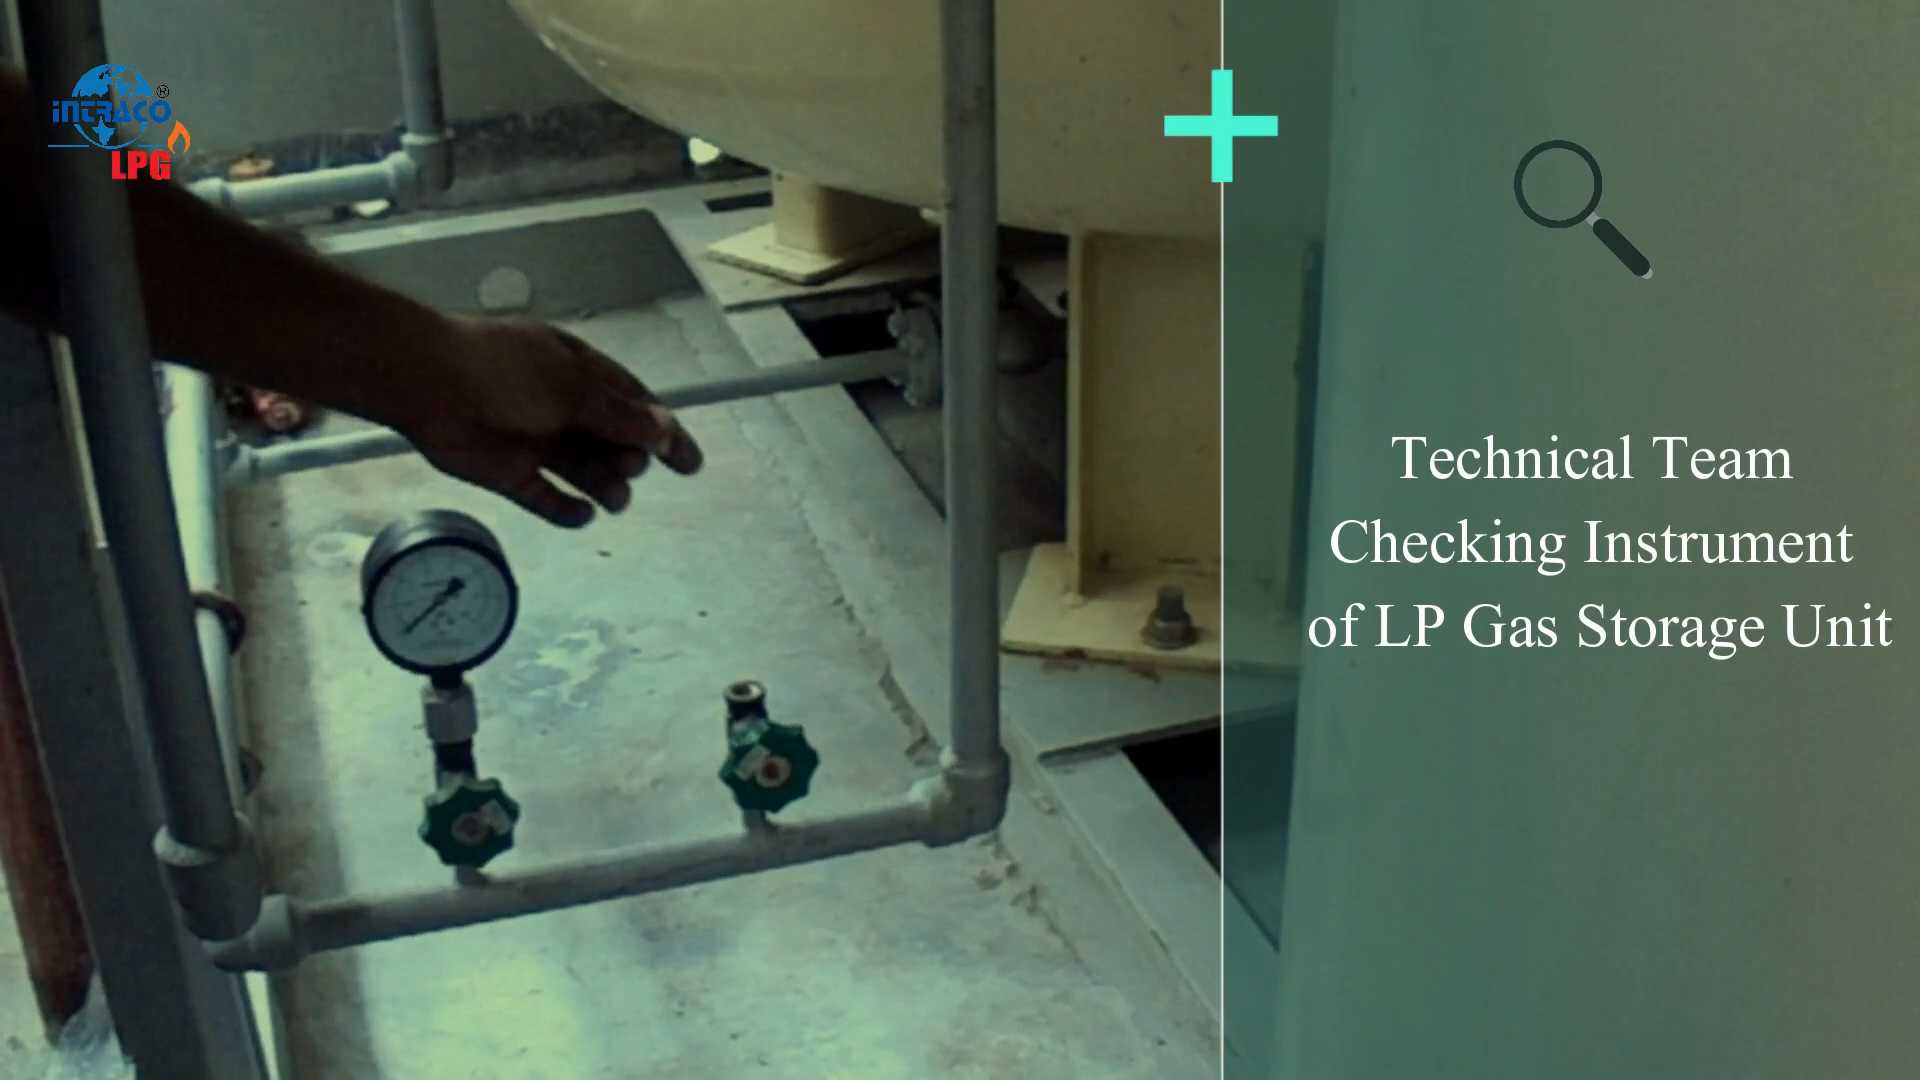 iNTRACO®
LPG
Technical Team
Checking Instrument
of LP Gas Storage Unit